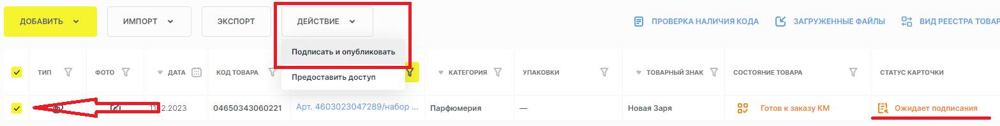 ДОБАВИТЬ
ИМПОРТ
ЭКСПОРТ
ДЕЙСТВИЕ
ПРОВЕРКА НАЛИЧИЯ КОДА
ЗАГРУЖЕННЫЕ ФАЙЛЫ
ВИД РЕЕСТРА ТОВАР
Подписать и опубликовать
Предоставить доступ
ТИП
ФОТО
ДАТА
КОД ТОВАРА
КАТЕГОРИЯ
УПАКОВКИ
ТОВАРНЫЙ ЗНАК
СОСТОЯНИЕ ТОВАРА
СТАТУС КАРТОЧКИ
2.2023
04650343060221
Арт. 4603023047289/набор ...
Парфюмерия
—
Новая Заря
Готов к заказу КМ
Ожидает подписания